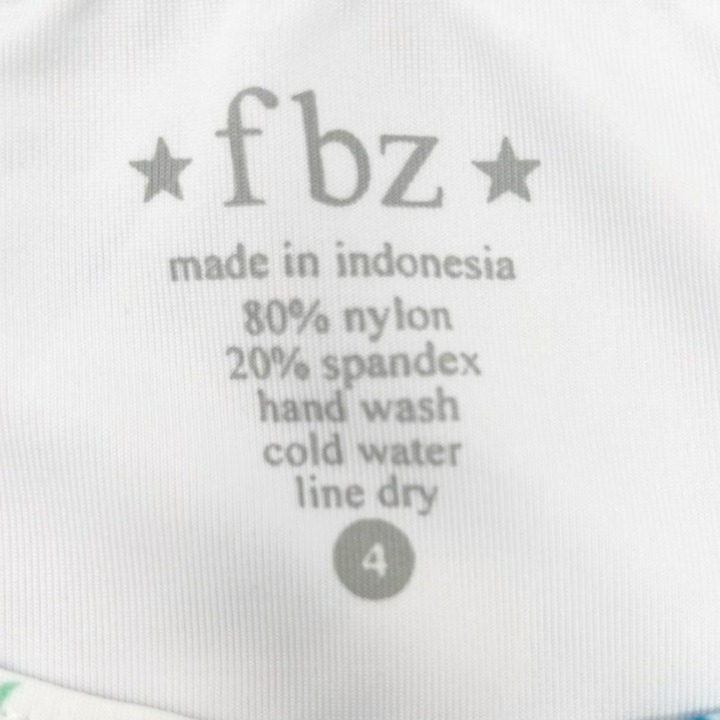 ★ fbz ★
made in indonesia
80% nylon
20% spandex
hand wash
cold water
line dry
4